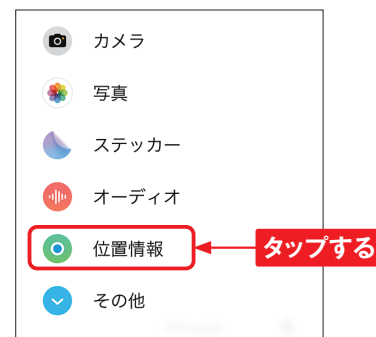 カメラ
写真
ステッカー
オーディオ
位置情報
タップする
その他